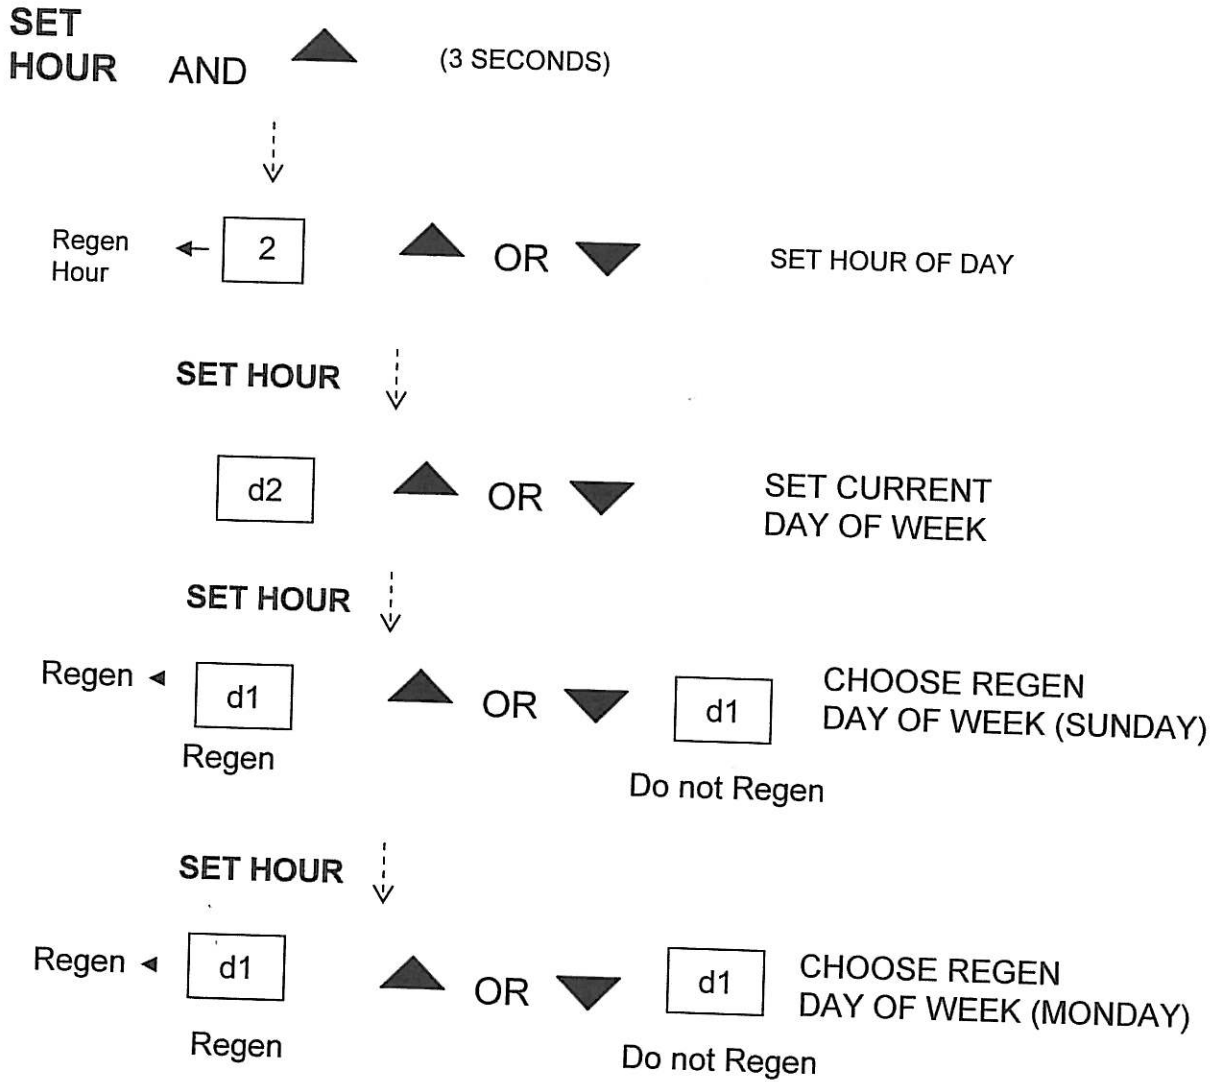 SET
HOUR AND (3 SECONDS)
Regen
Hour
2 OR SET HOUR OF DAY
SET HOUR
d2 OR SET CURRENT
DAY OF WEEK
SET HOUR
Regen d1 OR d1 CHOOSE REGEN
DAY OF WEEK (SUNDAY)
Regen Do not Regen
SET HOUR
Regen d1 OR d1 CHOOSE REGEN
DAY OF WEEK (MONDAY)
Regen Do not Regen